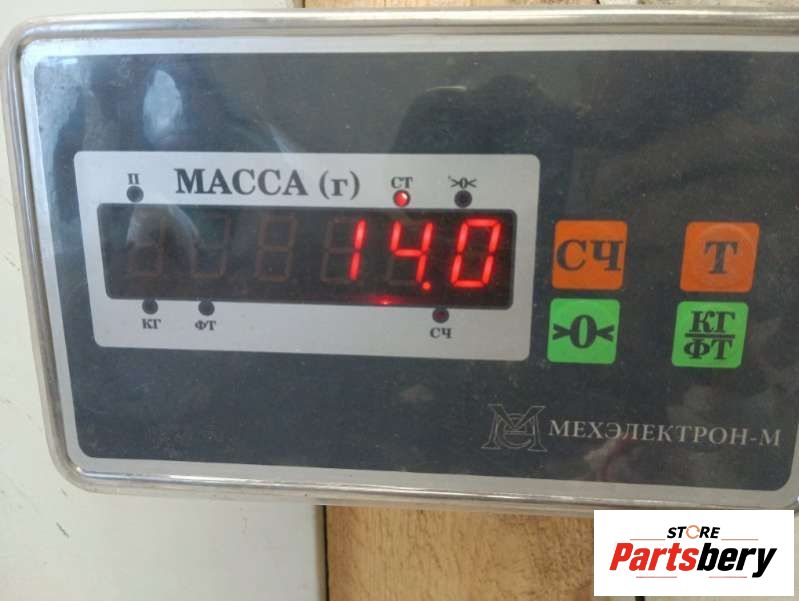 П МАССА (г) СТ >0<
14.0
КГ ФТ СЧ
СЧ Т
>0< КГ
ФТ
МЕХЭЛЕКТРОН-М
STORE
Partsbery